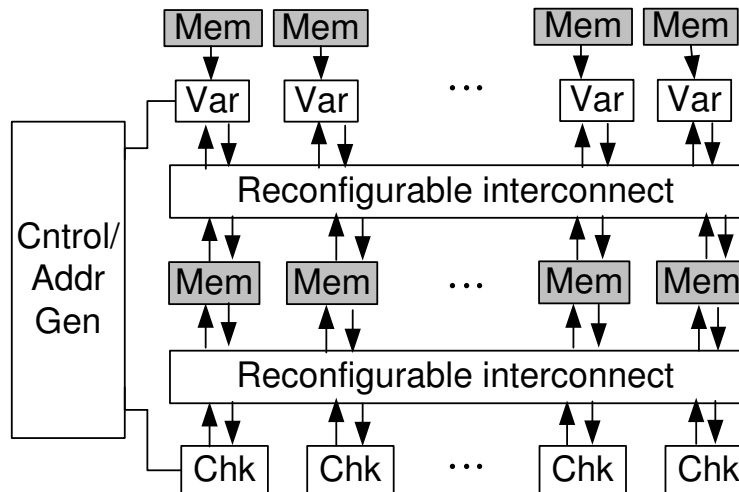 Mem Mem Mem Mem
Var Var ... Var Var
Reconfigurable interconnect
Cntrol/
Addr
Gen
Mem Mem ... Mem Mem
Reconfigurable interconnect
Chk Chk ... Chk Chk